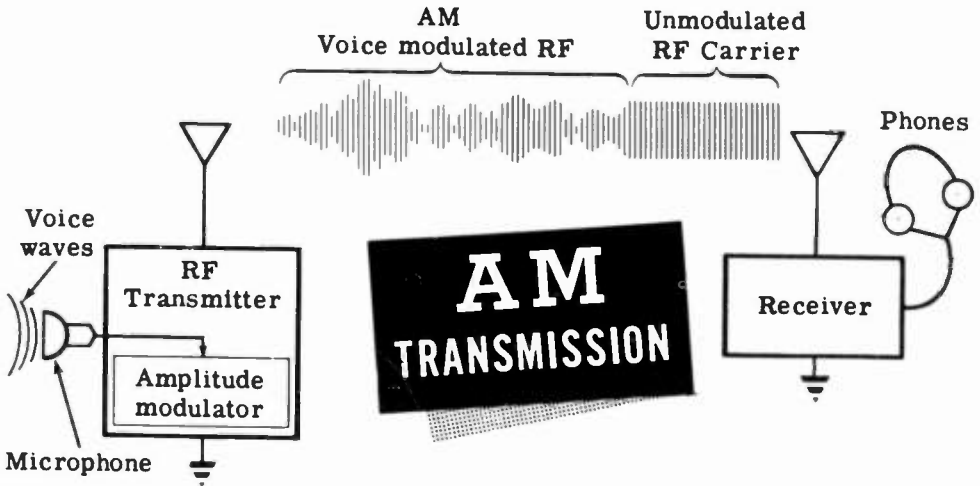 AM
Voice modulated RF
Unmodulated
RF Carrier
Phones
Voice
waves
RF
Transmitter
AM
TRANSMISSION
Receiver
Amplitude
modulator
Microphone